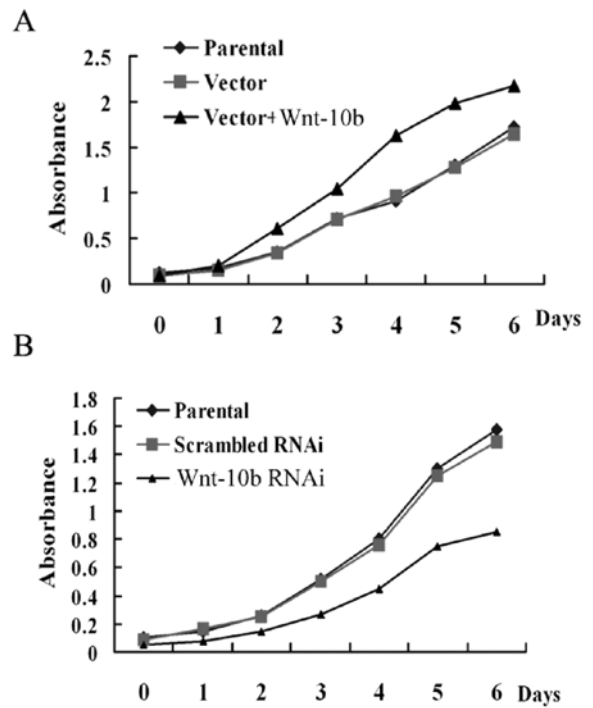 A
Parental
Vector
Vector+Wnt-10b
2.5
2
1.5
1
0.5
0
Absorbance
0 1 2 3 4 5 6 Days
B
Parental
Scrambled RNAi
Wnt-10b RNAi
1.8
1.6
1.4
1.2
1
0.8
0.6
0.4
0.2
0
Absorbance
0 1 2 3 4 5 6 Days